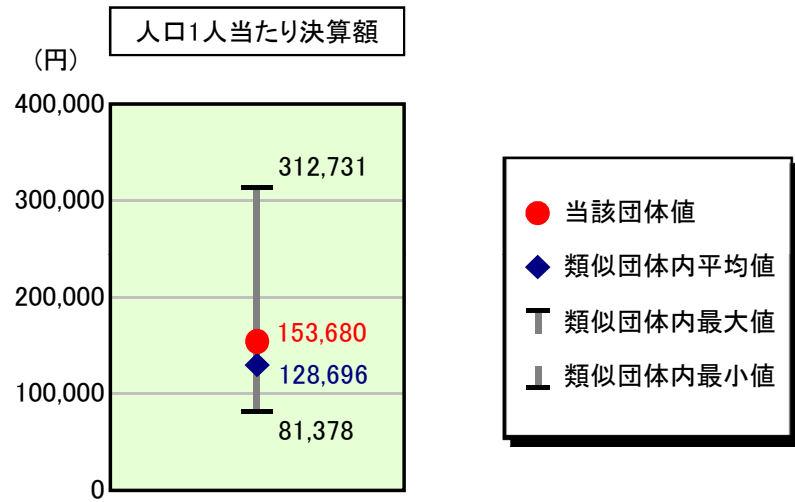 人口1人当たり決算額
(円)
400,000
312,731
300,000
200,000
153,680
128,696
100,000
81,378
0
当該団体値
類似団体内平均値
類似団体内最大値
類似団体内最小値